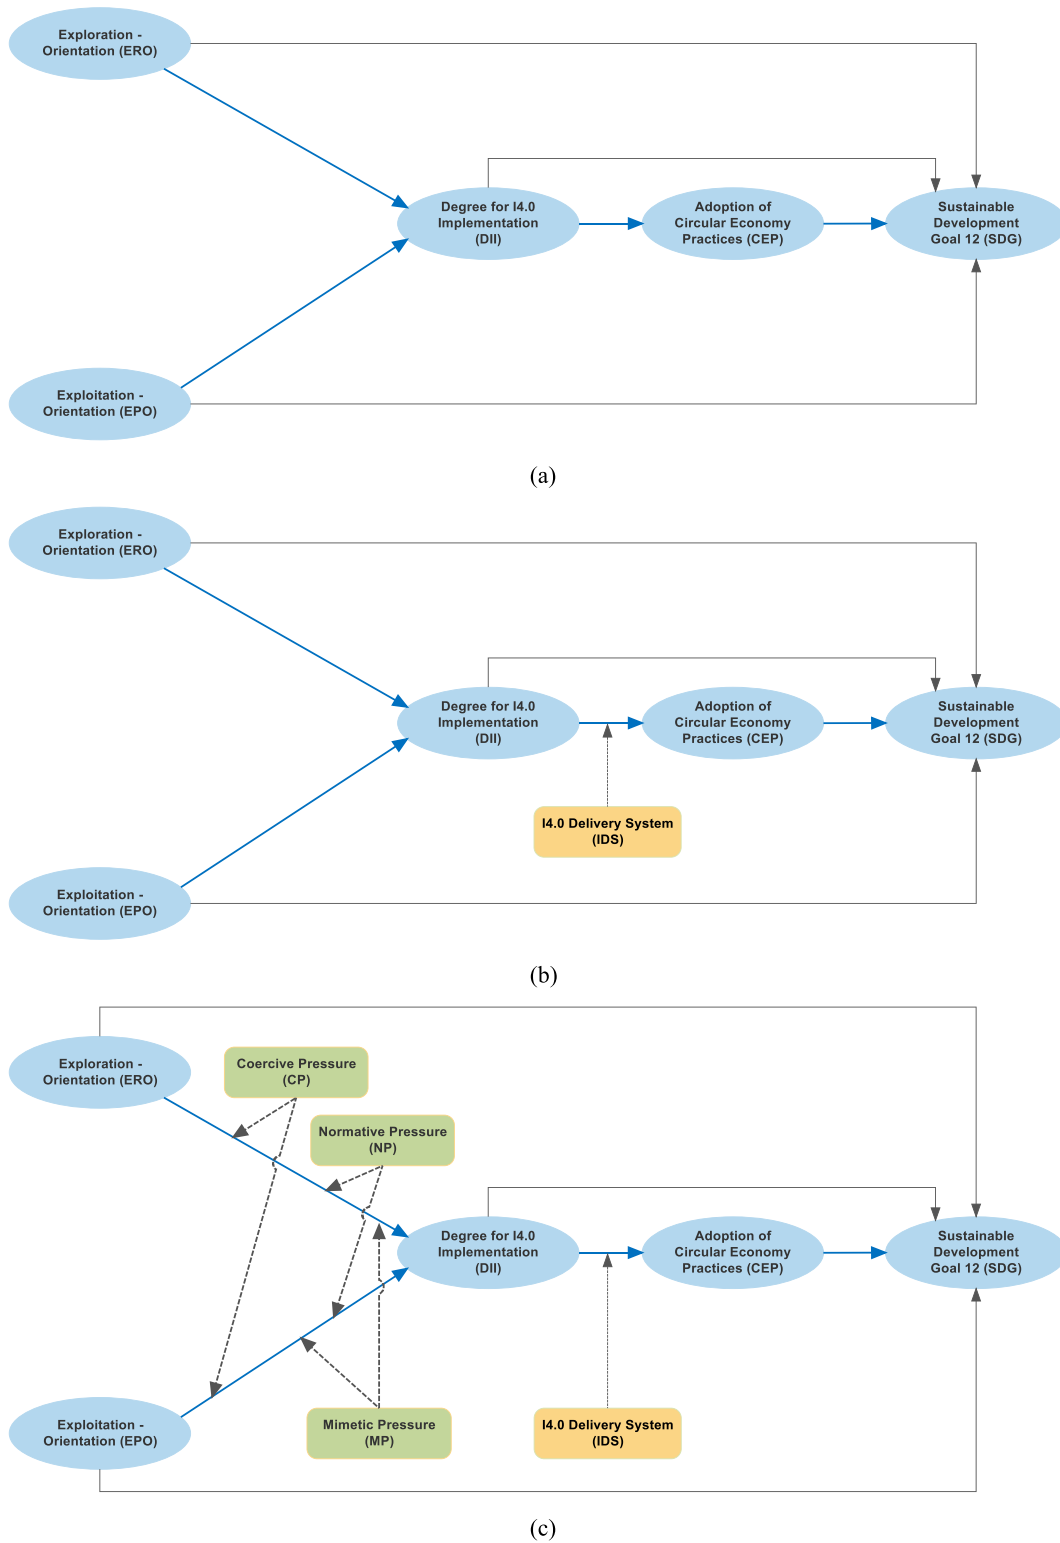 Exploration -
Orientation (ERO)
Degree for I4.0
Implementation
(DII)
Adoption of
Circular Economy
Practices (CEP)
Sustainable
Development
Goal 12 (SDG)
Exploitation -
Orientation (EPO)
(a)
Exploration -
Orientation (ERO)
Degree for I4.0
Implementation
(DII)
Adoption of
Circular Economy
Practices (CEP)
Sustainable
Development
Goal 12 (SDG)
I4.0 Delivery System
(IDS)
Exploitation -
Orientation (EPO)
(b)
Exploration -
Orientation (ERO)
Coercive Pressure
(CP)
Normative Pressure
(NP)
Degree for I4.0
Implementation
(DII)
Adoption of
Circular Economy
Practices (CEP)
Sustainable
Development
Goal 12 (SDG)
Exploitation -
Orientation (EPO)
Mimetic Pressure
(MP)
I4.0 Delivery System
(IDS)
(c)